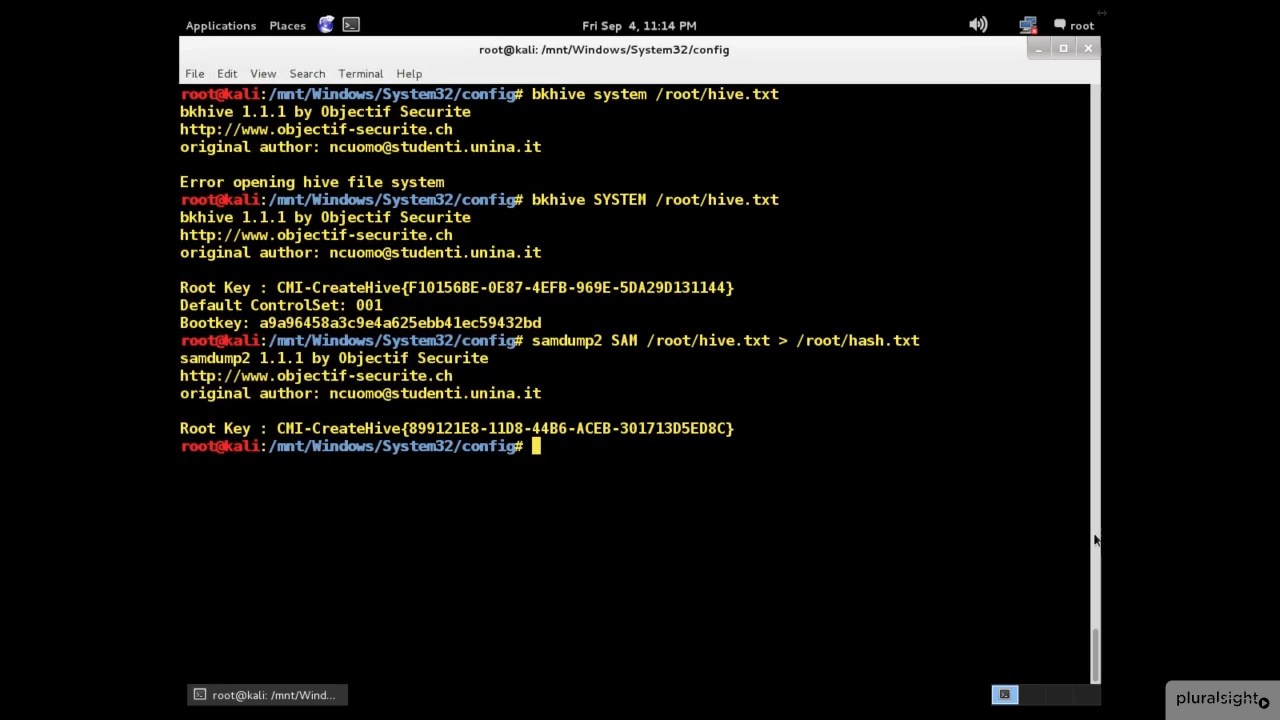 Applications Places Fri Sep 4, 11:14 PM root
root@kali: /mnt/Windows/System32/config
File Edit View Search Terminal Help
root@kali:/mnt/Windows/System32/config# bkhive system /root/hive.txt
bkhive 1.1.1 by Objectif Securite
http://www.objectif-securite.ch
original author: ncuomo@studenti.unina.it
Error opening hive file system
root@kali:/mnt/Windows/System32/config# bkhive SYSTEM /root/hive.txt
bkhive 1.1.1 by Objectif Securite
http://www.objectif-securite.ch
original author: ncuomo@studenti.unina.it
Root Key : CMI-CreateHive{F10156BE-0E87-4EFB-969E-5DA29D131144}
Default ControlSet: 001
Bootkey: a9a96458a3c9e4a625ebb41ec59432bd
root@kali:/mnt/Windows/System32/config# samdump2 SAM /root/hive.txt > /root/hash.txt
samdump2 1.1.1 by Objectif Securite
http://www.objectif-securite.ch
original author: ncuomo@studenti.unina.it
Root Key : CMI-CreateHive{899121E8-11D8-44B6-ACEB-301713D5ED8C}
root@kali:/mnt/Windows/System32/config#
root@kali: /mnt/Wind...
pluralsight